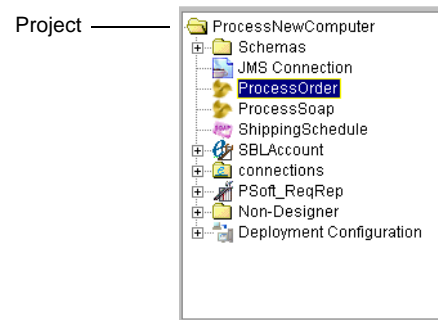 Project
ProcessNewComputer
Schemas
JMS Connection
ProcessOrder
ProcessSoap
ShippingSchedule
SBLAccount
connections
PSoft_ReqRep
Non-Designer
Deployment Configuration